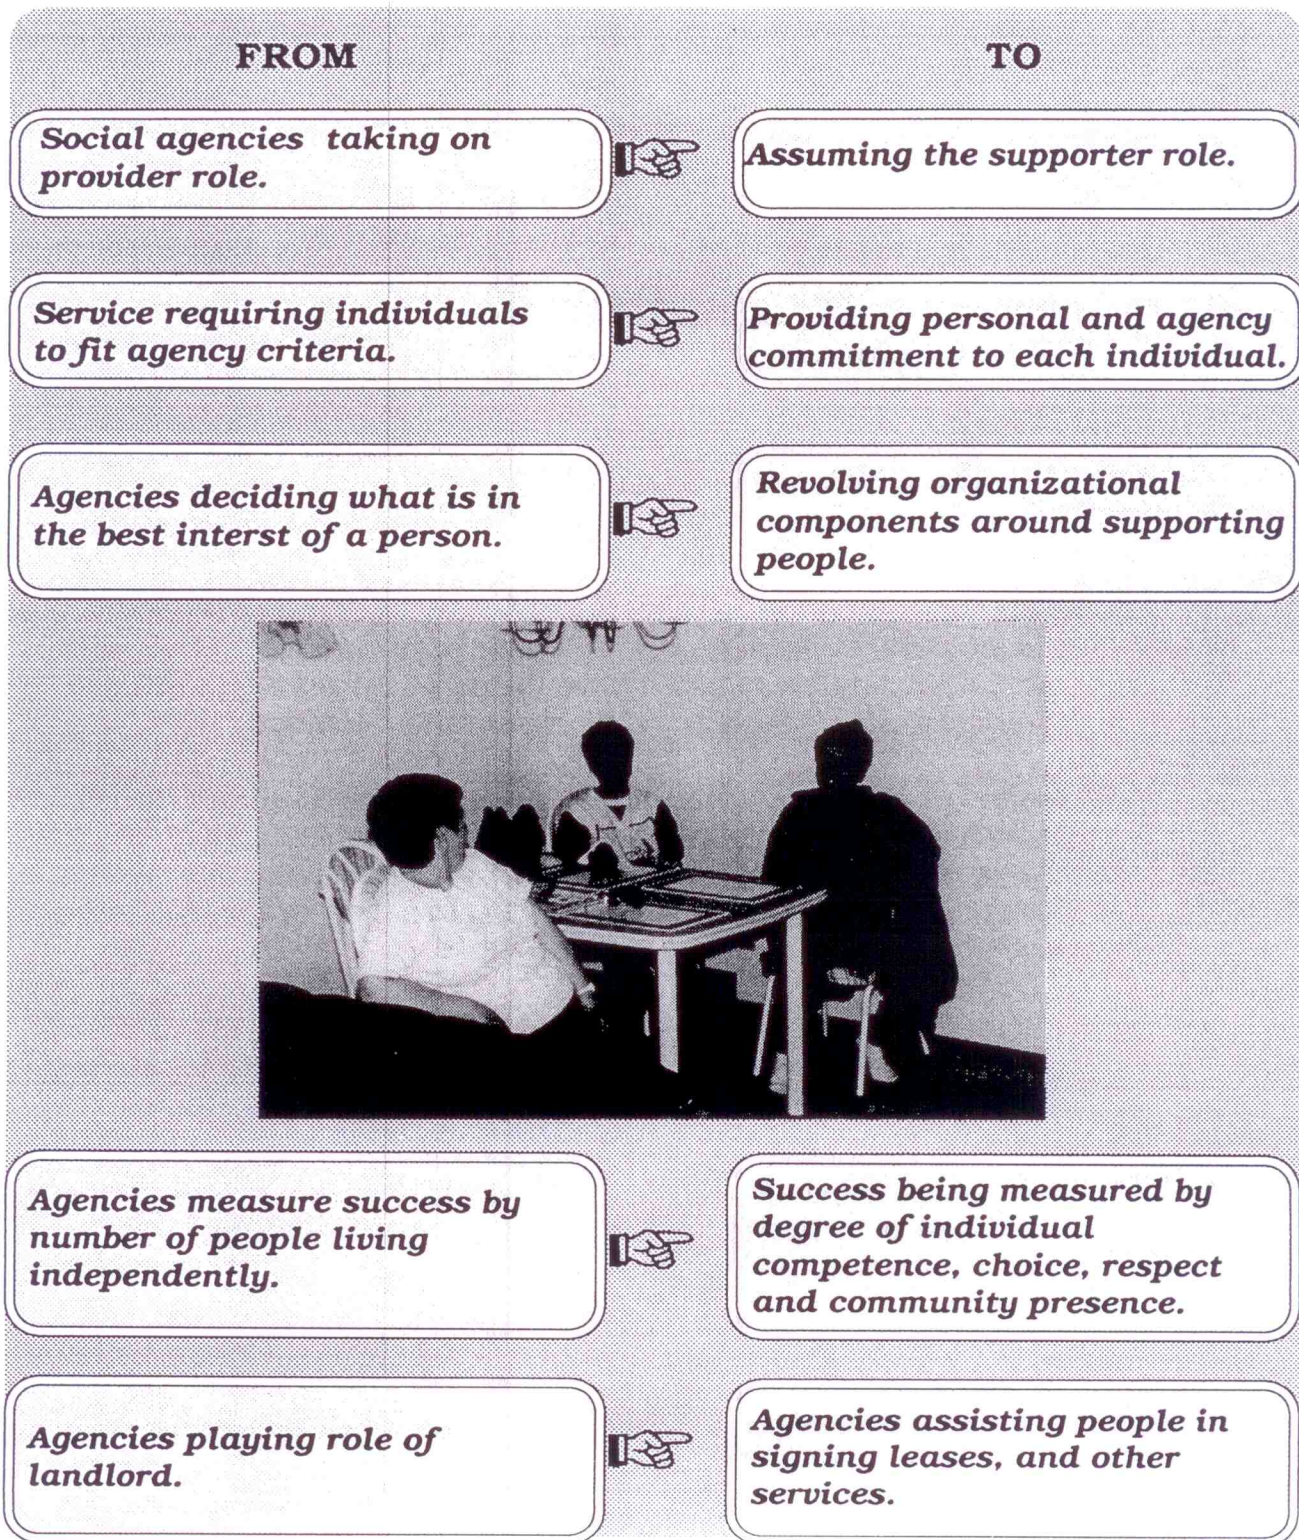 FROM
TO
Social agencies taking on
provider role.
Assuming the supporter role.
Service requiring individuals
to fit agency criteria.
Providing personal and agency
commitment to each individual.
Agencies deciding what is in
the best interst of a person.
Revolving organizational
components around supporting
people.
Agencies measure success by
number of people living
independently.
Success being measured by
degree of individual
competence, choice, respect
and community presence.
Agencies playing role of
landlord.
Agencies assisting people in
signing leases, and other
services.